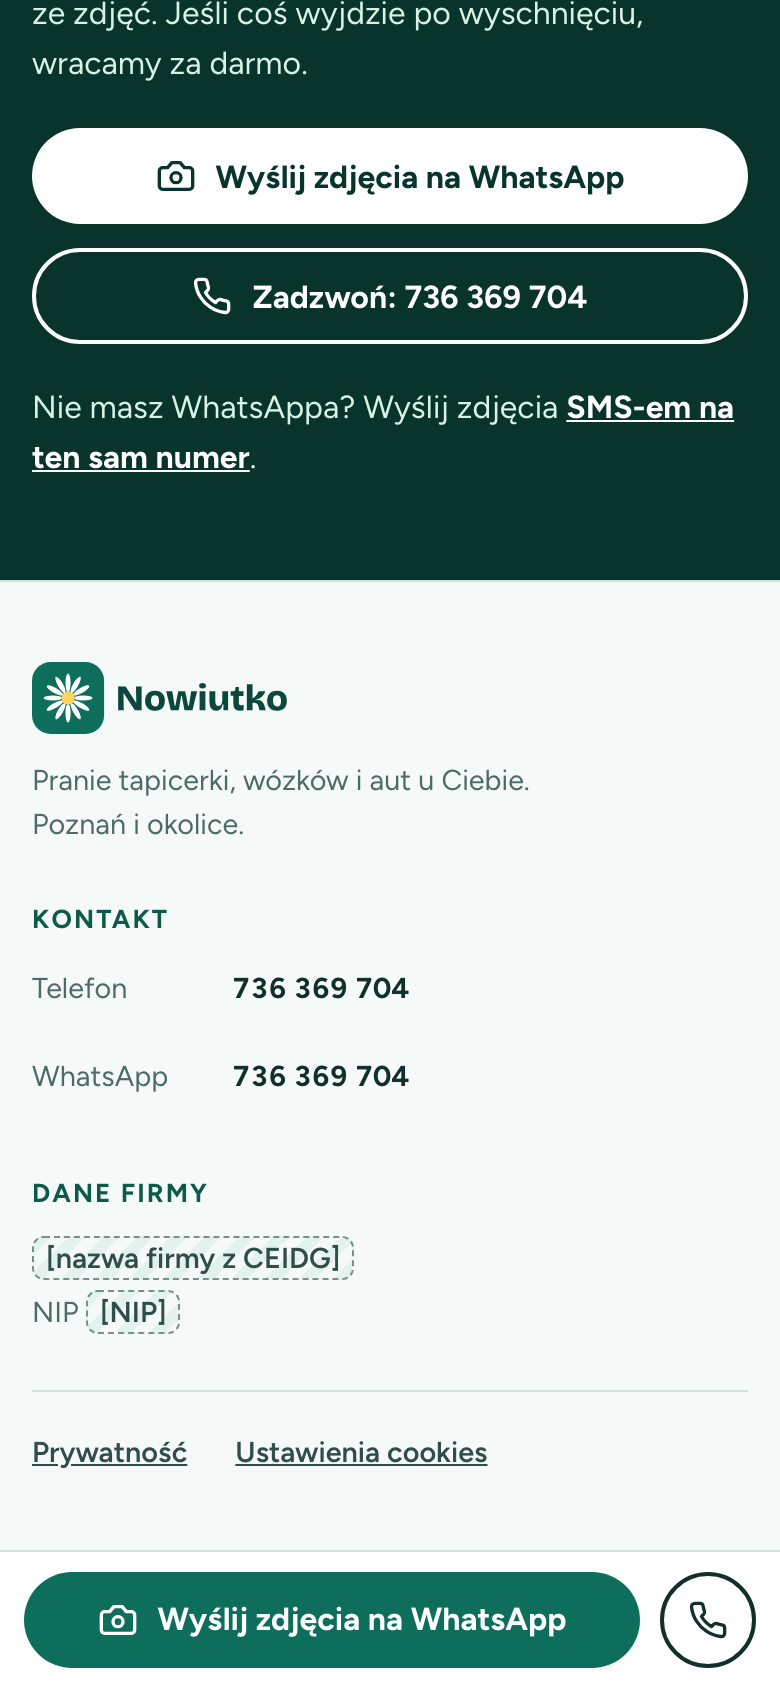 ze zdjęć. Jeśli coś wyjdzie po wyschnięciu,
wracamy za darmo.
Wyślij zdjęcia na WhatsApp
Zadzwoń: 736 369 704
Nie masz WhatsAppa? Wyślij zdjęcia SMS-em na
ten sam numer.
Nowiutko
Pranie tapicerki, wózków i aut u Ciebie.
Poznań i okolice.
KONTAKT
Telefon 736 369 704
WhatsApp 736 369 704
DANE FIRMY
[nazwa firmy z CEIDG]
NIP [NIP]
Prywatność Ustawienia cookies
Wyślij zdjęcia na WhatsApp